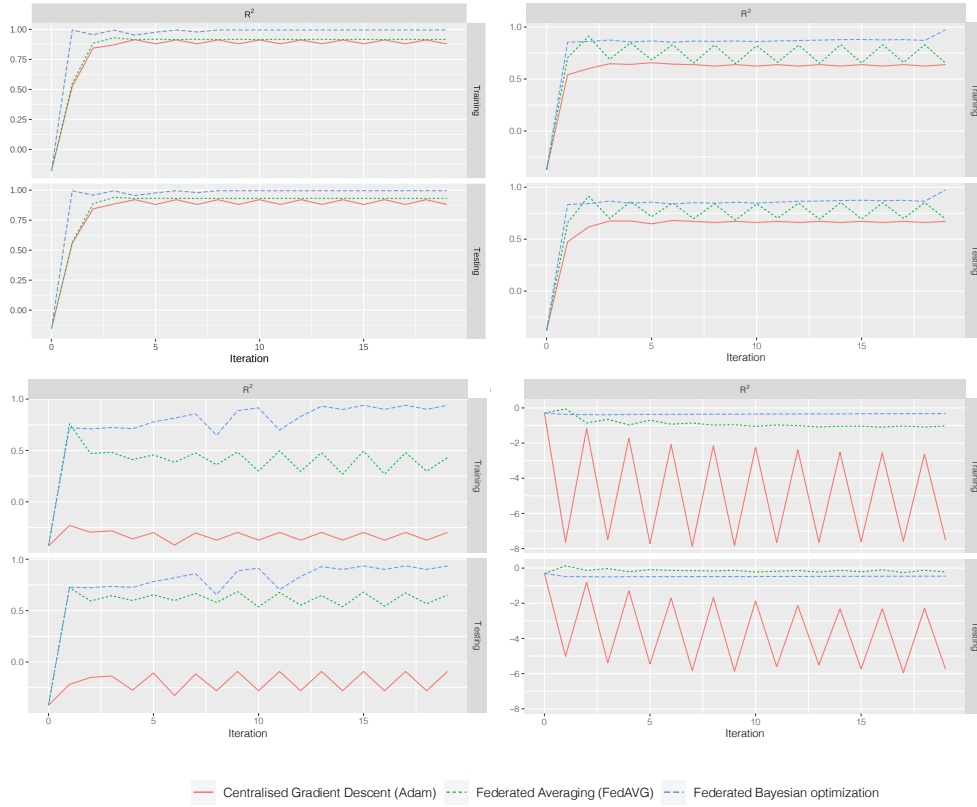 R²
1.00
0.75
0.50
0.25
0.00
Training
1.00
0.75
0.50
0.25
0.00
Testing
0 5 10 15
Iteration
R²
1.0
0.5
0.0
Training
1.0
0.5
0.0
Testing
0 5 10 15
Iteration
R²
1.0
0.5
0.0
Training
1.0
0.5
0.0
Testing
0 5 10 15
Iteration
R²
0
−2
−4
−6
−8
Training
0
−2
−4
−6
−8
Testing
0 5 10 15
Iteration
Centralised Gradient Descent (Adam) Federated Averaging (FedAVG) Federated Bayesian optimization